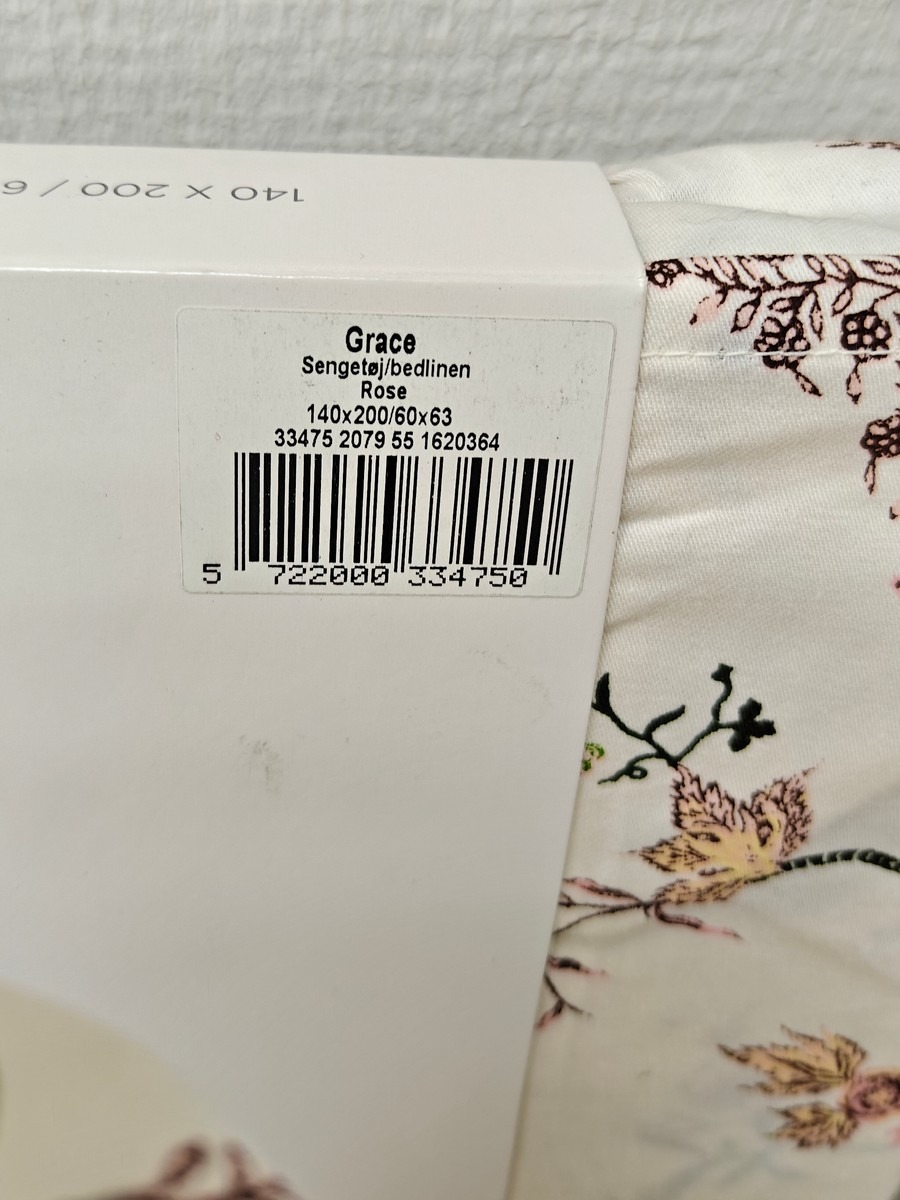 140 X 200 / 6
Grace
Sengetøj/bedlinen
Rose
140x200/60x63
33475 2079 55 1620364
5 722000 334750